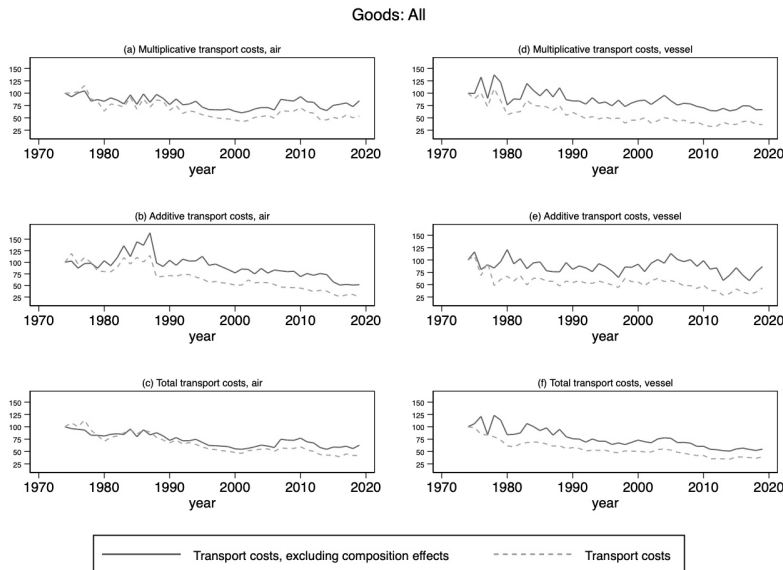 Goods: All
(a) Multiplicative transport costs, air
150
125
100
75
50
25
1970 1980 1990 2000 2010 2020
year
(d) Multiplicative transport costs, vessel
150
125
100
75
50
25
1970 1980 1990 2000 2010 2020
year
(b) Additive transport costs, air
150
125
100
75
50
25
1970 1980 1990 2000 2010 2020
year
(e) Additive transport costs, vessel
150
125
100
75
50
25
1970 1980 1990 2000 2010 2020
year
(c) Total transport costs, air
150
125
100
75
50
25
1970 1980 1990 2000 2010 2020
year
(f) Total transport costs, vessel
150
125
100
75
50
25
1970 1980 1990 2000 2010 2020
year
Transport costs, excluding composition effects Transport costs